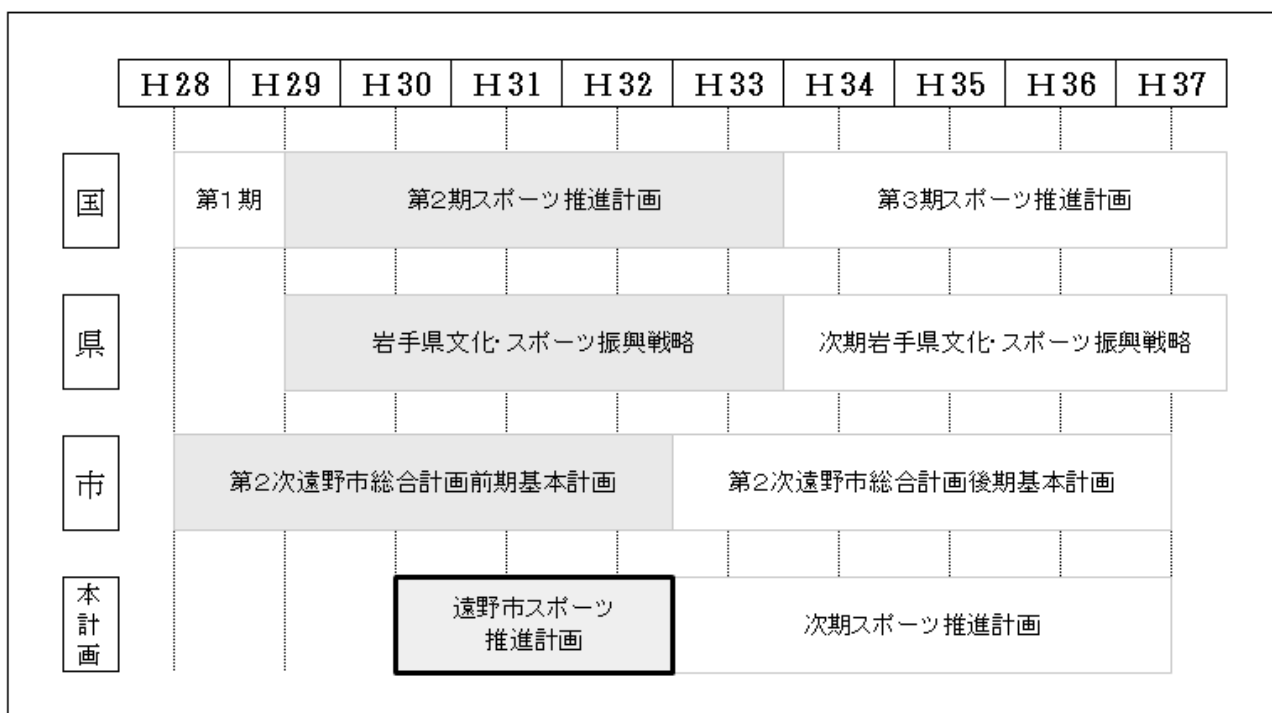 H28 H29 H30 H31 H32 H33 H34 H35 H36 H37
国 第1期 第2期スポーツ推進計画 第3期スポーツ推進計画
県 岩手県文化・スポーツ振興戦略 次期岩手県文化・スポーツ振興戦略
市 第2次遠野市総合計画前期基本計画 第2次遠野市総合計画後期基本計画
本計画 遠野市スポーツ
推進計画 次期スポーツ推進計画